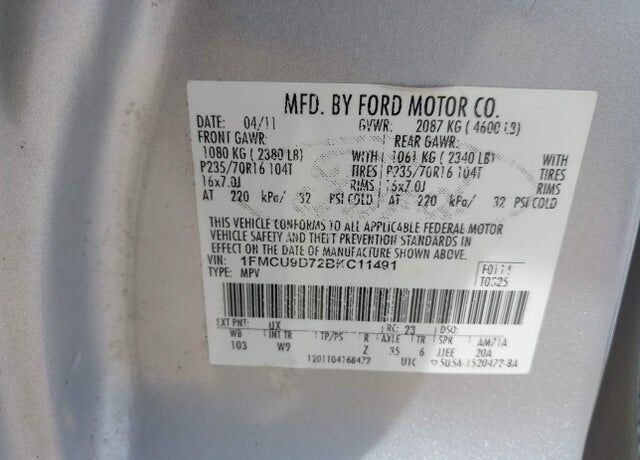 MFD. BY FORD MOTOR CO.
DATE: 04/11 GVWR: 2087 KG ( 4600 LB)
FRONT GAWR: REAR GAWR:
1080 KG ( 2380 LB) WITH 1061 KG ( 2340 LB) WITH
P235/70R16 104T TIRES P235/70R16 104T TIRES
16x7.0J RIMS 16x7.0J RIMS
AT 220 kPa/ 32 PSI COLD AT 220 kPa/ 32 PSI COLD
THIS VEHICLE CONFORMS TO ALL APPLICABLE FEDERAL MOTOR
VEHICLE SAFETY AND THEFT PREVENTION STANDARDS IN
EFFECT ON THE DATE OF MANUFACTURE SHOWN ABOVE.
VIN: 1FMCU9D72BKC11491
TYPE: MPV
T0325
EXT PNT: UX RC: 23 DSO:
WB INT TR TP/PS R AXLE TR SPR AM71A
103 W9 Z 35 6 JJEE 20A
UTC